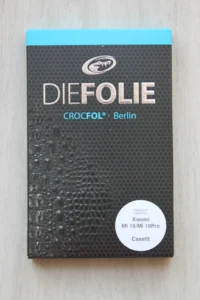 DIEFOLIE
CROCFOL® · Berlin
Xiaomi
Mi 10/Mi 10Pro
Casefit